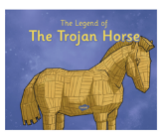 The Legend of
The Trojan Horse